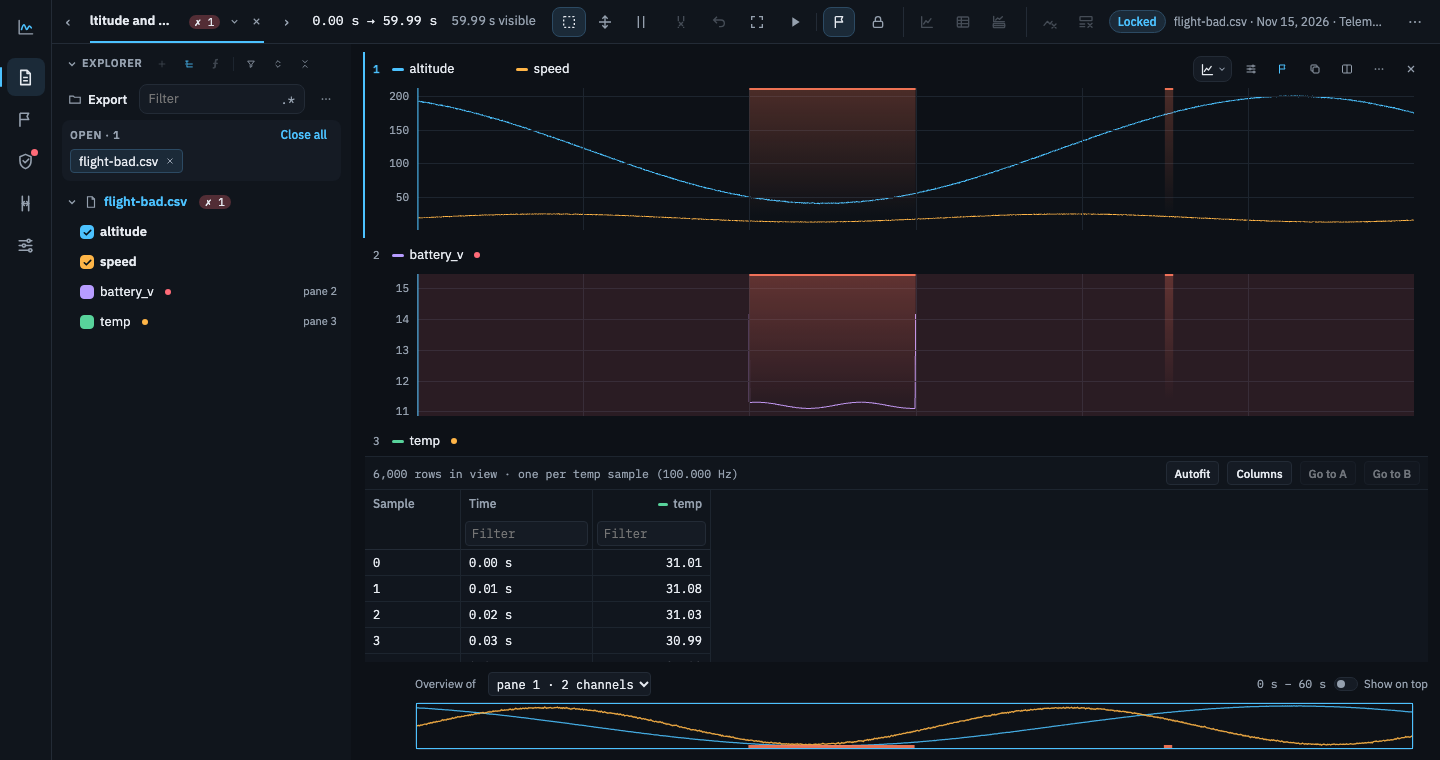 ltitude and ... ✗ 1
0.00 s → 59.99 s 59.99 s visible
Locked flight-bad.csv · Nov 15, 2026 · Telem...
EXPLORER
Export Filter .*
OPEN · 1 Close all
flight-bad.csv ×
flight-bad.csv ✗ 1
altitude
speed
battery_v pane 2
temp pane 3
1 altitude speed
200
150
100
50
2 battery_v
15
14
13
12
11
3 temp
6,000 rows in view · one per temp sample (100.000 Hz) Autofit Columns Go to A Go to B
Sample Time temp
Filter Filter
0 0.00 s 31.01
1 0.01 s 31.08
2 0.02 s 31.03
3 0.03 s 30.99
Overview of pane 1 · 2 channels 0 s – 60 s Show on top